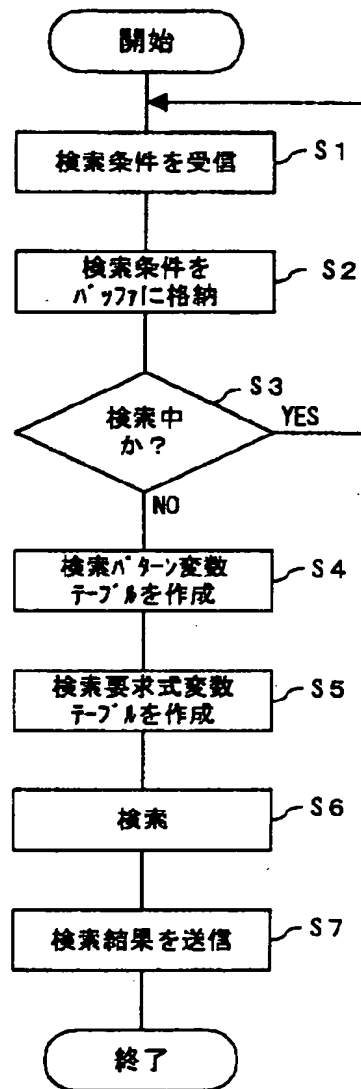 開始
検索条件を受信
S1
検索条件を
バッファに格納
S2
検索中
か?
S3
YES
NO
検索パターン変数
テーブルを作成
S4
検索要求式変数
テーブルを作成
S5
検索
S6
検索結果を送信
S7
終了